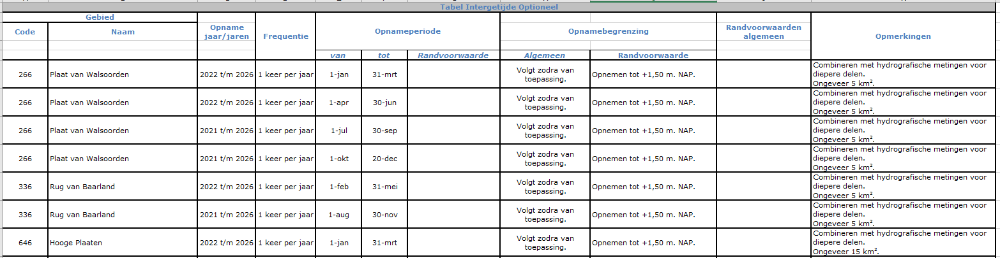 Tabel Intergetijde Optioneel
Gebied
Code
Naam
Opname
jaar/jaren
Frequentie
Opnameperiode
Opnamebegrenzing
Randvoorwaarden
algemeen
Opmerkingen
van
tot
Randvoorwaarde
Algemeen
Randvoorwaarde
266
Plaat van Walsoorden
2022 t/m 2026
1 keer per jaar
1-jan
31-mrt
Volgt zodra van
toepassing.
Opnemen tot +1,50 m. NAP.
Combineren met hydrografische metingen voor
diepere delen.
Ongeveer 5 km².
266
Plaat van Walsoorden
2022 t/m 2026
1 keer per jaar
1-apr
30-jun
Volgt zodra van
toepassing.
Opnemen tot +1,50 m. NAP.
Combineren met hydrografische metingen voor
diepere delen.
Ongeveer 5 km².
266
Plaat van Walsoorden
2021 t/m 2026
1 keer per jaar
1-jul
30-sep
Volgt zodra van
toepassing.
Opnemen tot +1,50 m. NAP.
Combineren met hydrografische metingen voor
diepere delen.
Ongeveer 5 km².
266
Plaat van Walsoorden
2021 t/m 2026
1 keer per jaar
1-okt
20-dec
Volgt zodra van
toepassing.
Opnemen tot +1,50 m. NAP.
Combineren met hydrografische metingen voor
diepere delen.
Ongeveer 5 km².
336
Rug van Baarland
2022 t/m 2026
1 keer per jaar
1-feb
31-mei
Volgt zodra van
toepassing.
Opnemen tot +1,50 m. NAP.
Combineren met hydrografische metingen voor
diepere delen.
Ongeveer 5 km².
336
Rug van Baarland
2021 t/m 2026
1 keer per jaar
1-aug
30-nov
Volgt zodra van
toepassing.
Opnemen tot +1,50 m. NAP.
Combineren met hydrografische metingen voor
diepere delen.
Ongeveer 5 km².
646
Hooge Plaaten
2022 t/m 2026
1 keer per jaar
1-jan
31-mrt
Volgt zodra van
toepassing.
Opnemen tot +1,50 m. NAP.
Combineren met hydrografische metingen voor
diepere delen.
Ongeveer 15 km².